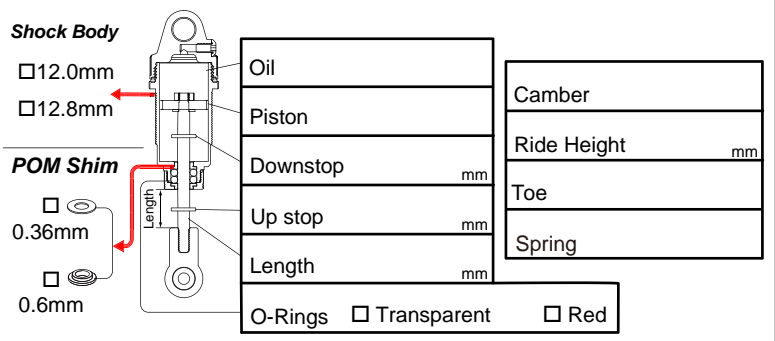 Shock Body
☐12.0mm
☐12.8mm
POM Shim
☐
0.36mm
☐
0.6mm
Length
Oil
Piston
Downstop mm
Up stop mm
Length mm
O-Rings ☐ Transparent ☐ Red
Camber
Ride Height mm
Toe
Spring